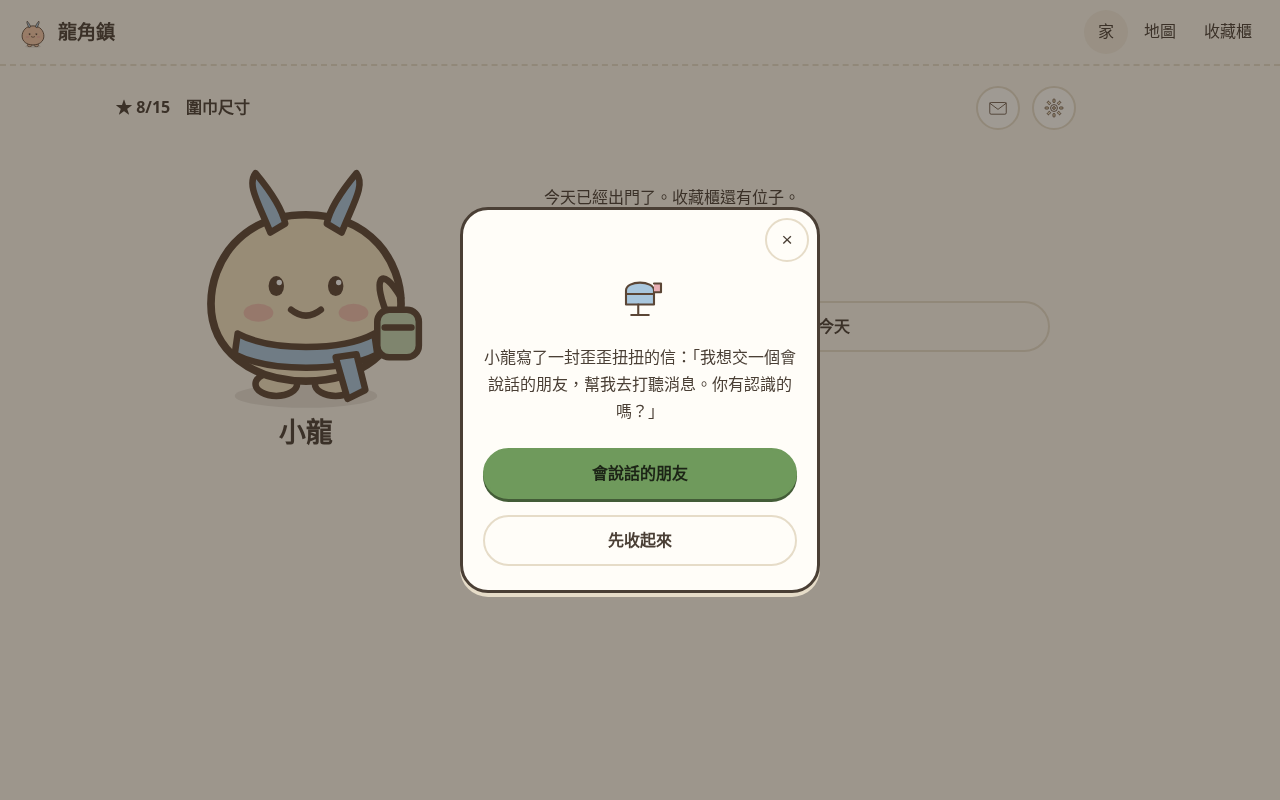 龍角鎮
家
地圖
收藏櫃
★ 8/15 圍巾尺寸
今天已經出門了。收藏櫃還有位子。
×
小龍寫了一封歪歪扭扭的信：「我想交一個會
說話的朋友，幫我去打聽消息。你有認識的
嗎？」
今天
小龍
會說話的朋友
先收起來